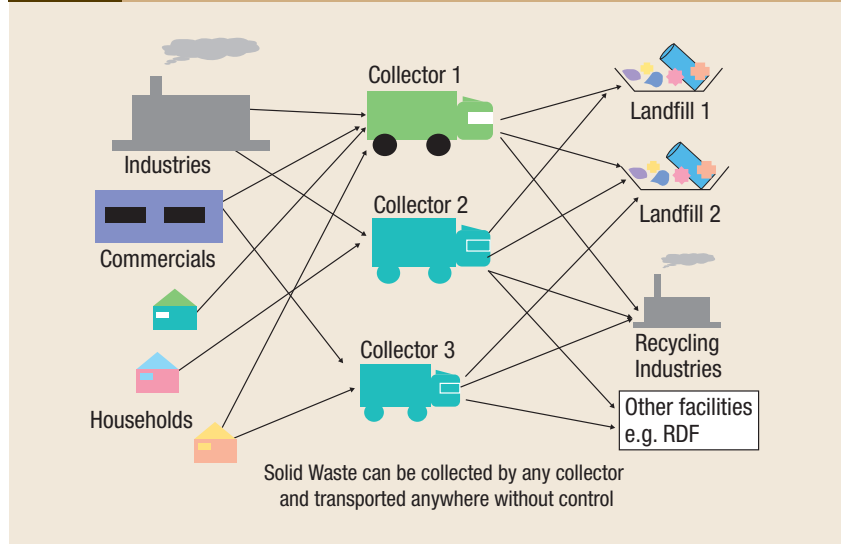 Collector 1
Industries
Landfill 1
Collector 2
Commercials
Landfill 2
Collector 3
Recycling
Industries
Households
Other facilities
e.g. RDF
Solid Waste can be collected by any collector
and transported anywhere without control